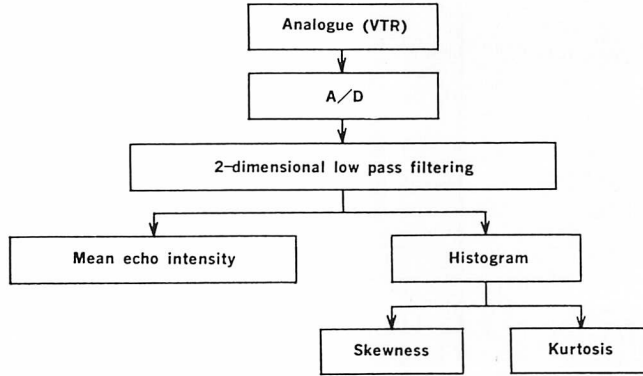 Analogue (VTR)
A/D
2-dimensional low pass filtering
Mean echo intensity
Histogram
Skewness
Kurtosis